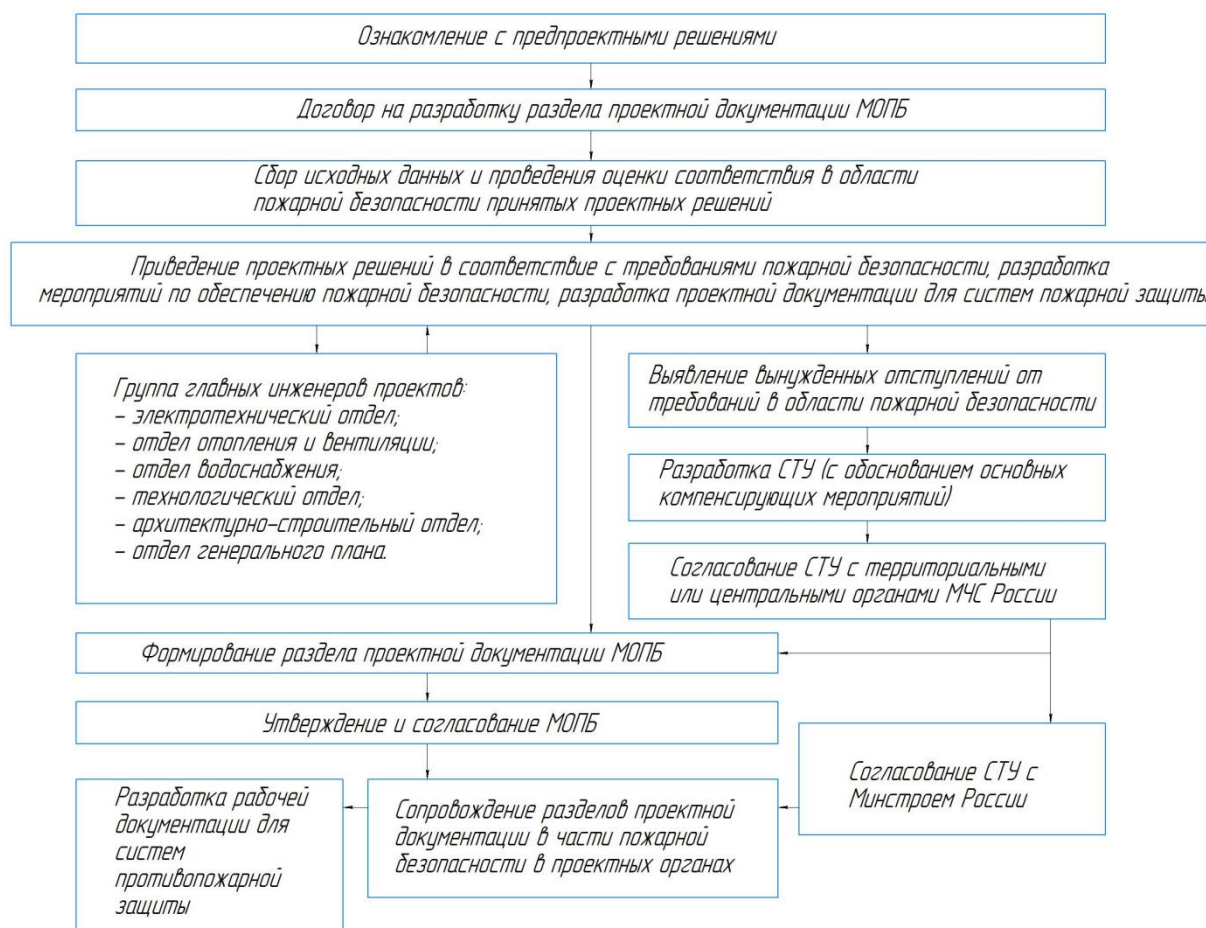 Ознакомление с предпроектными решениями
Договор на разработку раздела проектной документации МОПБ
Сбор исходных данных и проведения оценки соответствия в области
пожарной безопасности принятых проектных решений
Приведение проектных решений в соответствие с требованиями пожарной безопасности, разработка
мероприятий по обеспечению пожарной безопасности, разработка проектной документации для систем пожарной защиты
Группа главных инженеров проектов:
– электротехнический отдел;
– отдел отопления и вентиляции;
– отдел водоснабжения;
– технологический отдел;
– архитектурно-строительный отдел;
– отдел генерального плана.
Выявление вынужденных отступлений от
требований в области пожарной безопасности
Разработка СТУ (с обоснованием основных
компенсирующих мероприятий)
Согласование СТУ с территориальными
или центральными органами МЧС России
Формирование раздела проектной документации МОПБ
Утверждение и согласование МОПБ
Согласование СТУ с
Минстроем России
Сопровождение разделов проектной
документации в части пожарной
безопасности в проектных органах
Разработка рабочей
документации для
систем
противопожарной
защиты